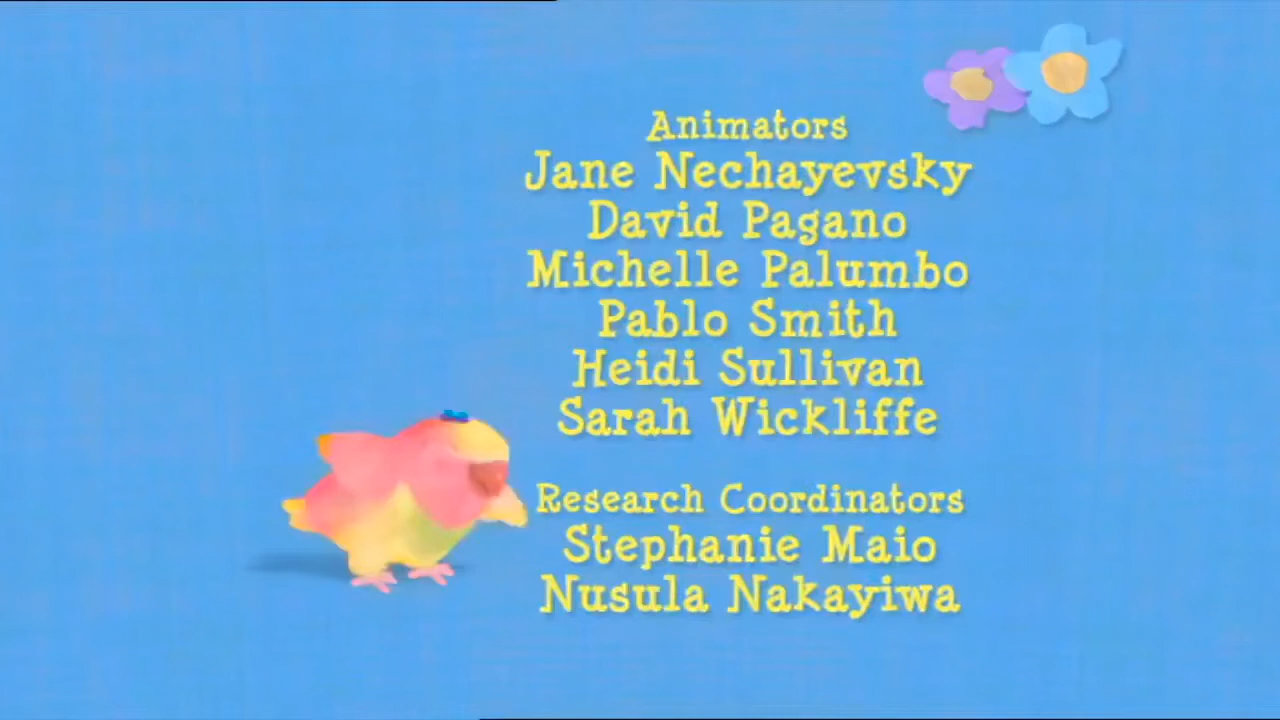 Animators
Jane Nechayevsky
David Pagano
Michelle Palumbo
Pablo Smith
Heidi Sullivan
Sarah Wickliffe
Research Coordinators
Stephanie Maio
Nusula Nakayiwa